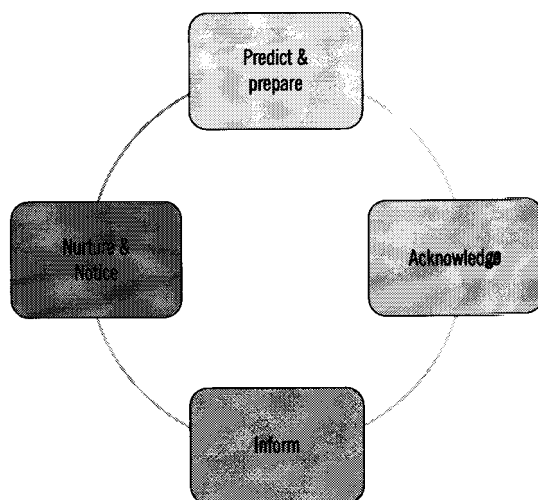 Predict &
prepare
Acknowledge
Inform
Nurture &
Notice